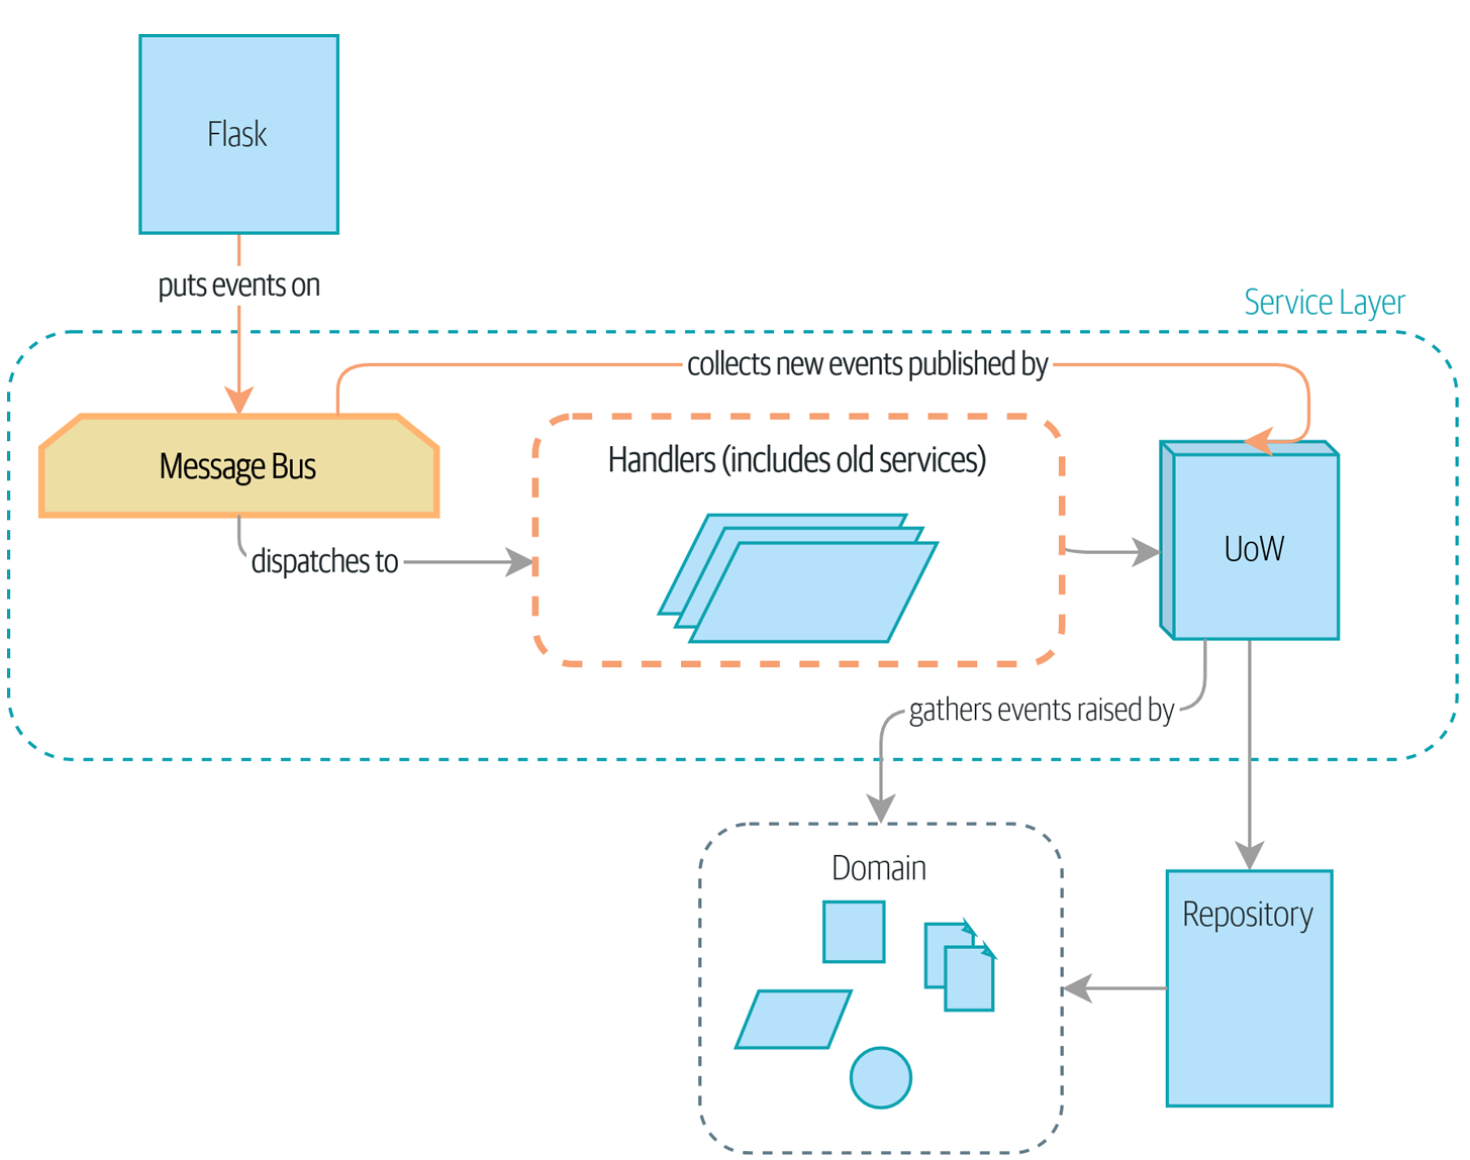 Flask
puts events on
Service Layer
collects new events published by
Message Bus
Handlers (includes old services)
dispatches to
UoW
gathers events raised by
Domain
Repository